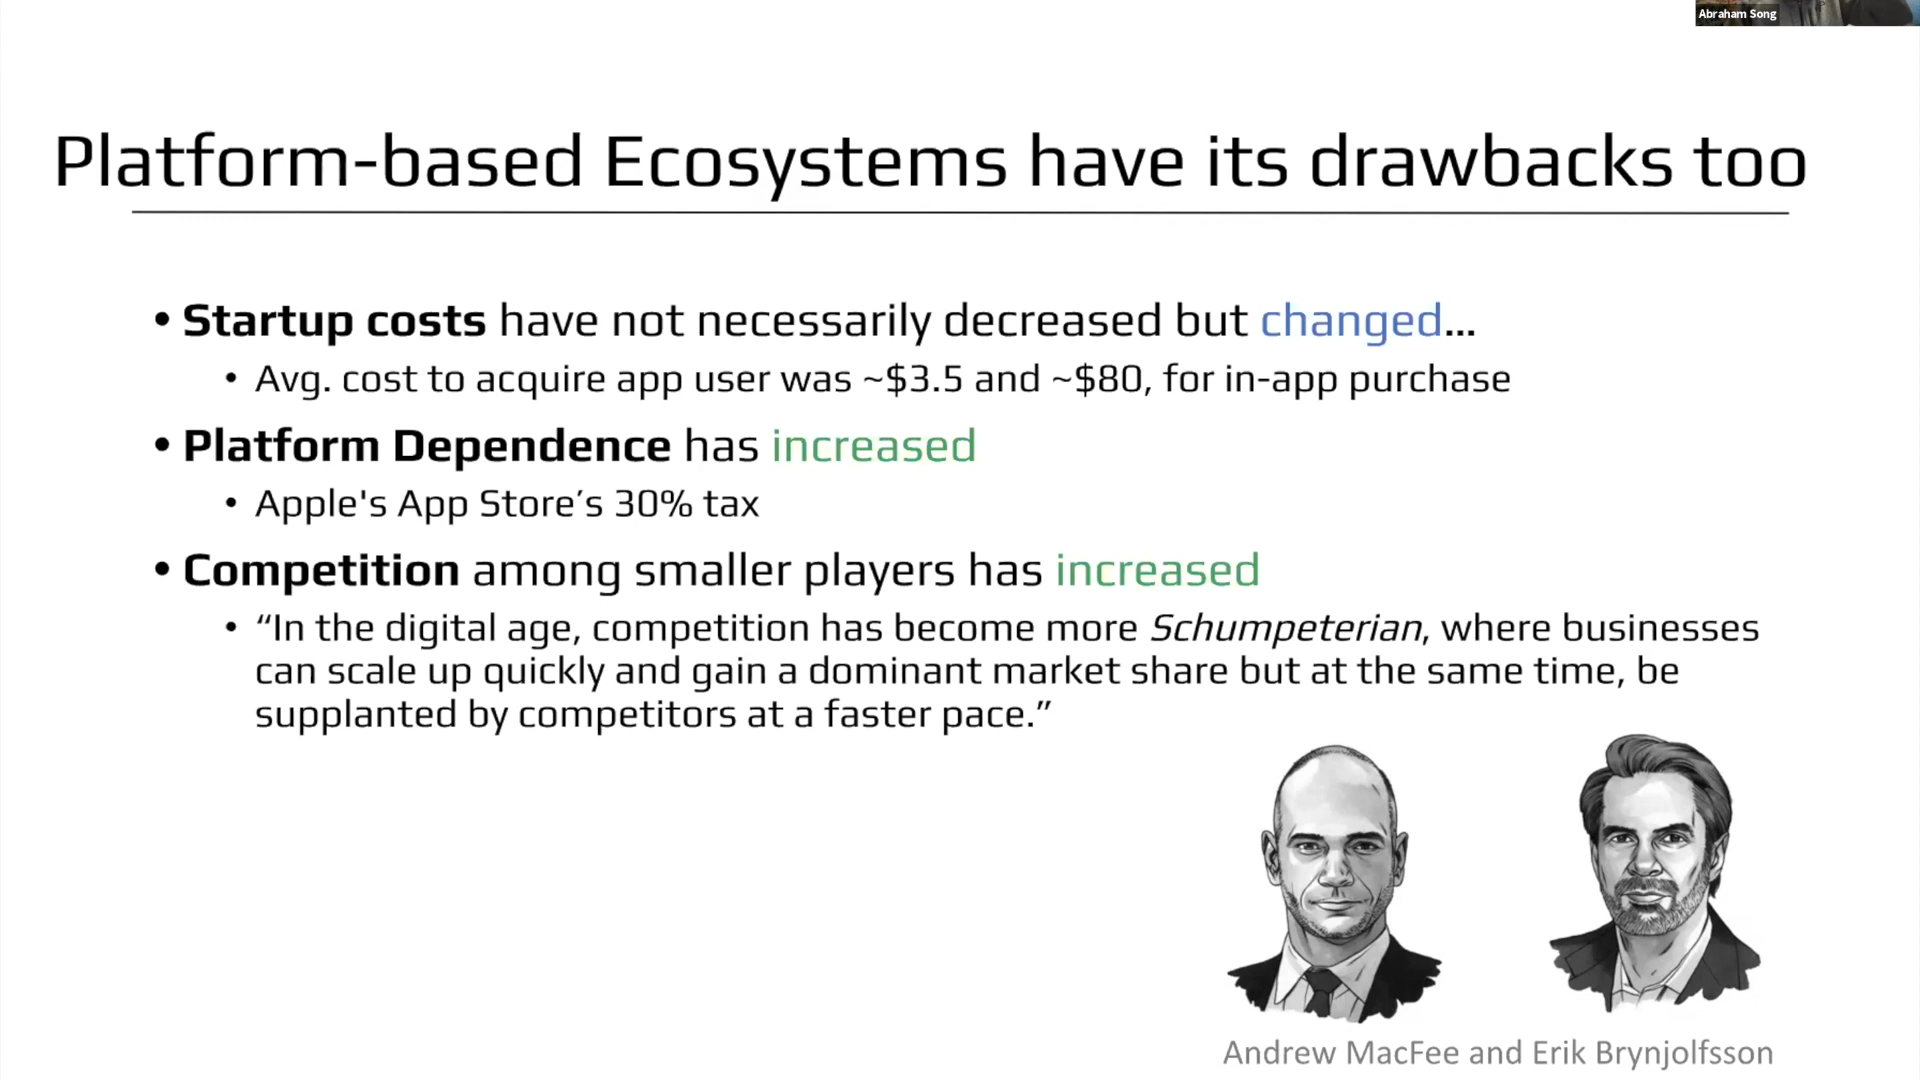 Abraham Song
Platform-based Ecosystems have its drawbacks too
• Startup costs have not necessarily decreased but changed...
• Avg. cost to acquire app user was ~$3.5 and ~$80, for in-app purchase
• Platform Dependence has increased
• Apple's App Store’s 30% tax
• Competition among smaller players has increased
• “In the digital age, competition has become more Schumpeterian, where businesses
can scale up quickly and gain a dominant market share but at the same time, be
supplanted by competitors at a faster pace.”
Andrew MacFee and Erik Brynjolfsson